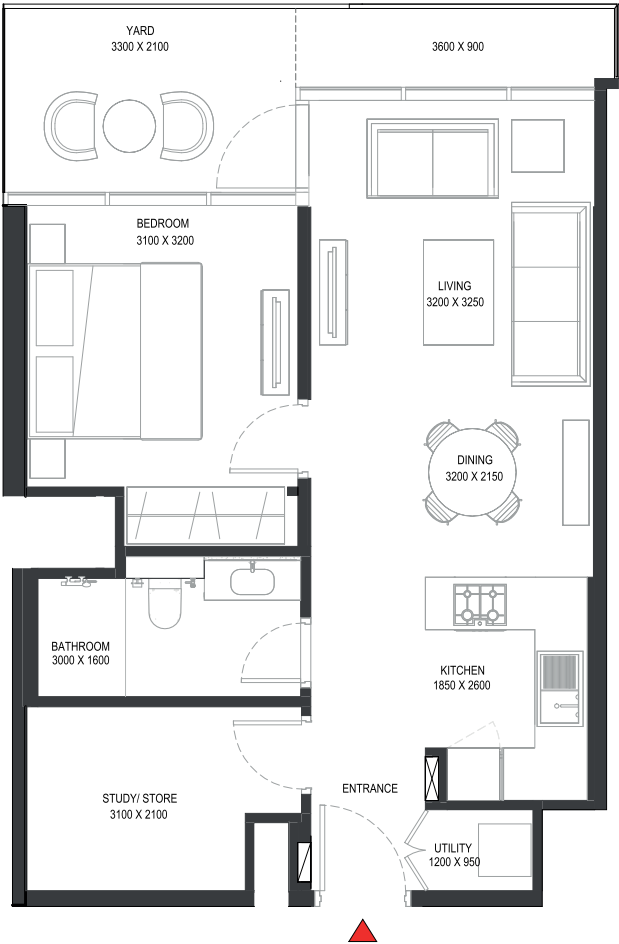 YARD
3300 X 2100
3600 X 900
BEDROOM
3100 X 3200
LIVING
3200 X 3250
DINING
3200 X 2150
BATHROOM
3000 X 1600
KITCHEN
1850 X 2600
ENTRANCE
STUDY/ STORE
3100 X 2100
UTILITY
1200 X 950